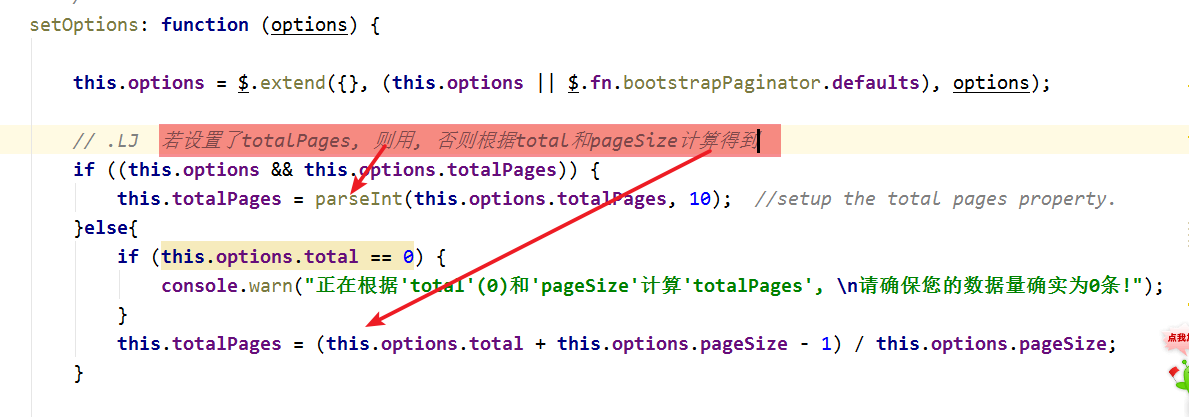 setOptions: function (options) {
this.options = $.extend({}, (this.options || $.fn.bootstrapPaginator.defaults), options);
// .LJ 若设置了totalPages, 则用, 否则根据total和pageSize计算得到
if ((this.options && this.options.totalPages)) {
this.totalPages = parseInt(this.options.totalPages, 10); //setup the total pages property.
}else{
if (this.options.total == 0) {
console.warn("正在根据'total'(0)和'pageSize'计算'totalPages', \n请确保您的数据量确实为0条!");
}
this.totalPages = (this.options.total + this.options.pageSize - 1) / this.options.pageSize;
}
点我